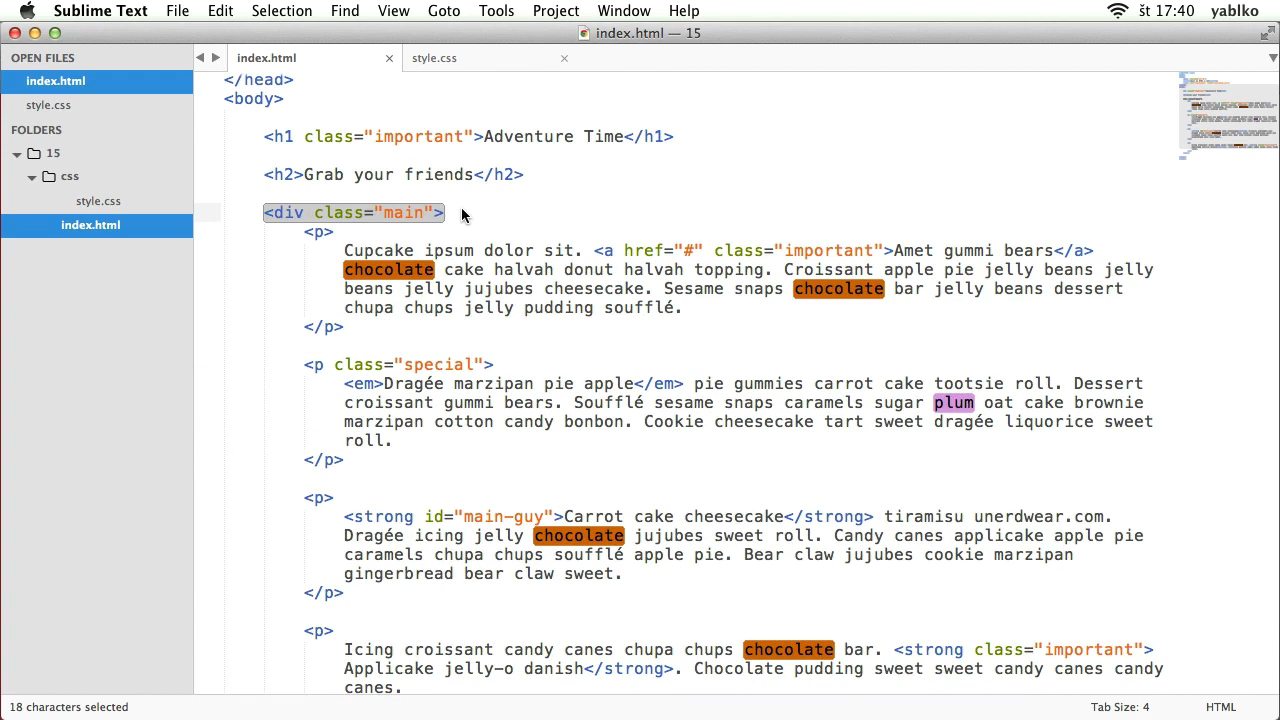 Sublime Text File Edit Selection Find View Goto Tools Project Window Help št 17:40 yablko
index.html — 15
OPEN FILES
index.html
style.css
FOLDERS
15
css
style.css
index.html
index.html style.css
</head>
<body>
<h1 class="important">Adventure Time</h1>
<h2>Grab your friends</h2>
<div class="main">
<p>
Cupcake ipsum dolor sit. <a href="#" class="important">Amet gummi bears</a>
chocolate cake halvah donut halvah topping. Croissant apple pie jelly beans jelly
beans jelly jujubes cheesecake. Sesame snaps chocolate bar jelly beans dessert
chupa chups jelly pudding soufflé.
</p>
<p class="special">
<em>Dragée marzipan pie apple</em> pie gummies carrot cake tootsie roll. Dessert
croissant gummi bears. Soufflé sesame snaps caramels sugar plum oat cake brownie
marzipan cotton candy bonbon. Cookie cheesecake tart sweet dragée liquorice sweet
roll.
</p>
<p>
<strong id="main-guy">Carrot cake cheesecake</strong> tiramisu unerdwear.com.
Dragée icing jelly chocolate jujubes sweet roll. Candy canes applicake apple pie
caramels chupa chups soufflé apple pie. Bear claw jujubes cookie marzipan
gingerbread bear claw sweet.
</p>
<p>
Icing croissant candy canes chupa chups chocolate bar. <strong class="important">
Applicake jelly-o danish</strong>. Chocolate pudding sweet sweet candy canes candy
canes.
18 characters selected Tab Size: 4 HTML